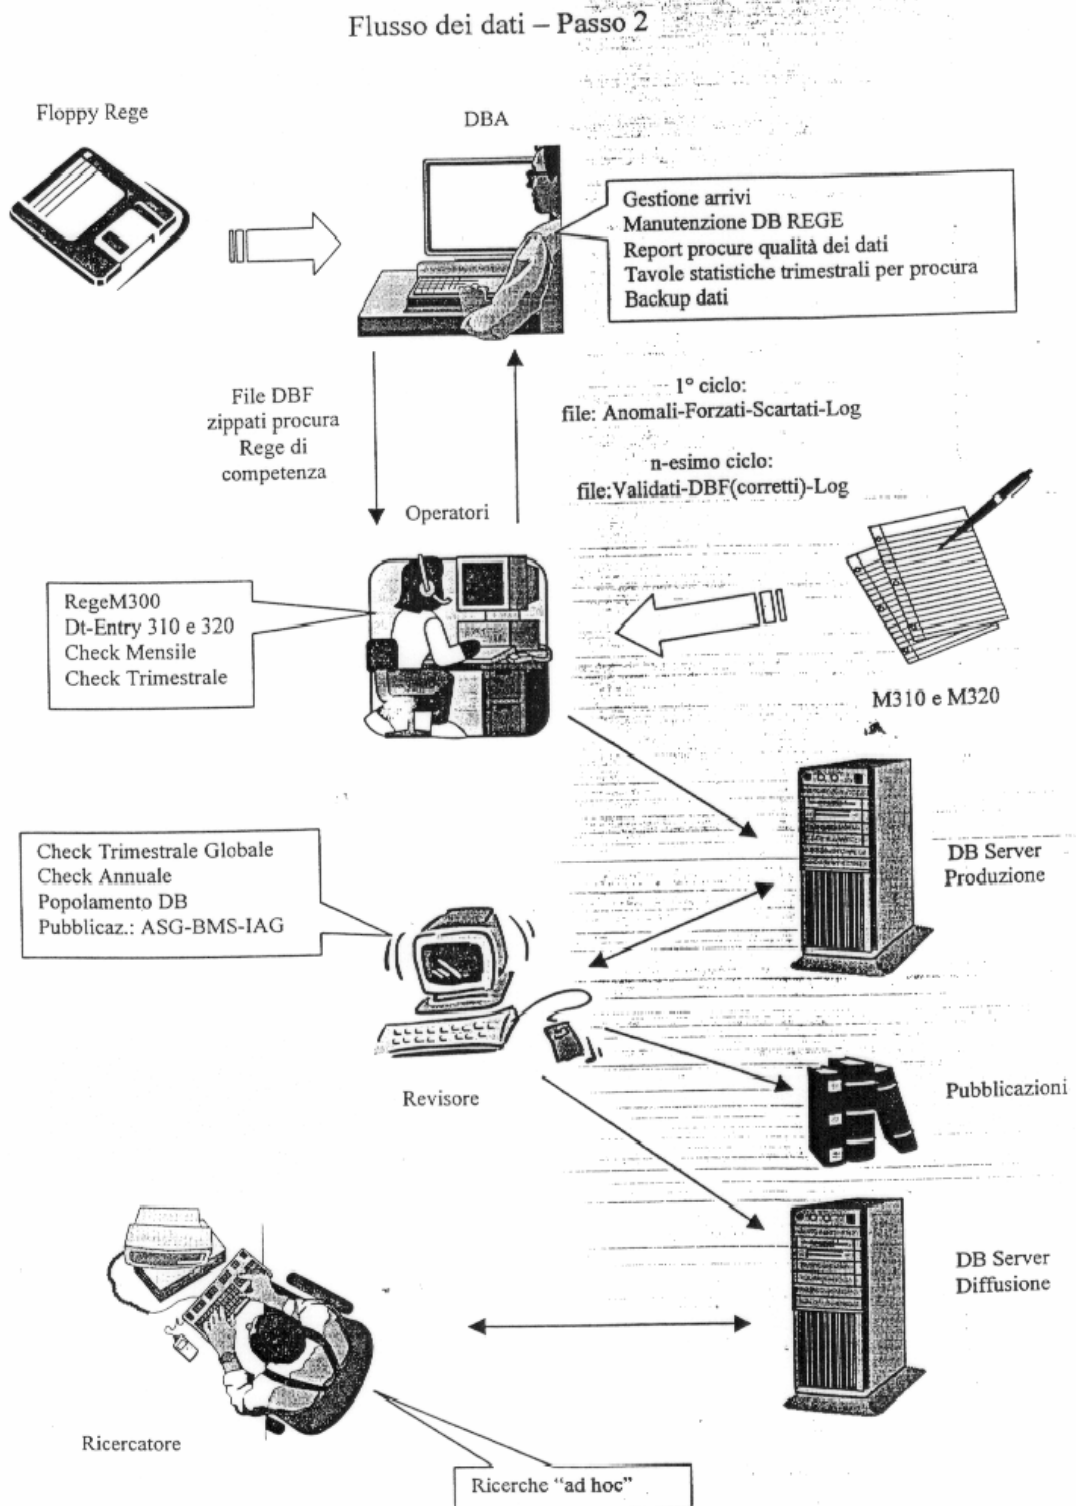 Flusso dei dati – Passo 2
Floppy Rege
DBA
Gestione arrivi
Manutenzione DB REGE
Report procure qualità dei dati
Tavole statistiche trimestrali per procura
Backup dati
File DBF
zippati procura
Rege di
competenza
1° ciclo:
file: Anomali-Forzati-Scartati-Log
n-esimo ciclo:
file:Validati-DBF(corretti)-Log
Operatori
RegeM300
Dt-Entry 310 e 320
Check Mensile
Check Trimestrale
M310 e M320
DB Server
Produzione
Check Trimestrale Globale
Check Annuale
Popolamento DB
Pubblicaz.: ASG-BMS-IAG
Revisore
Pubblicazioni
DB Server
Diffusione
Ricercatore
Ricerche “ad hoc”